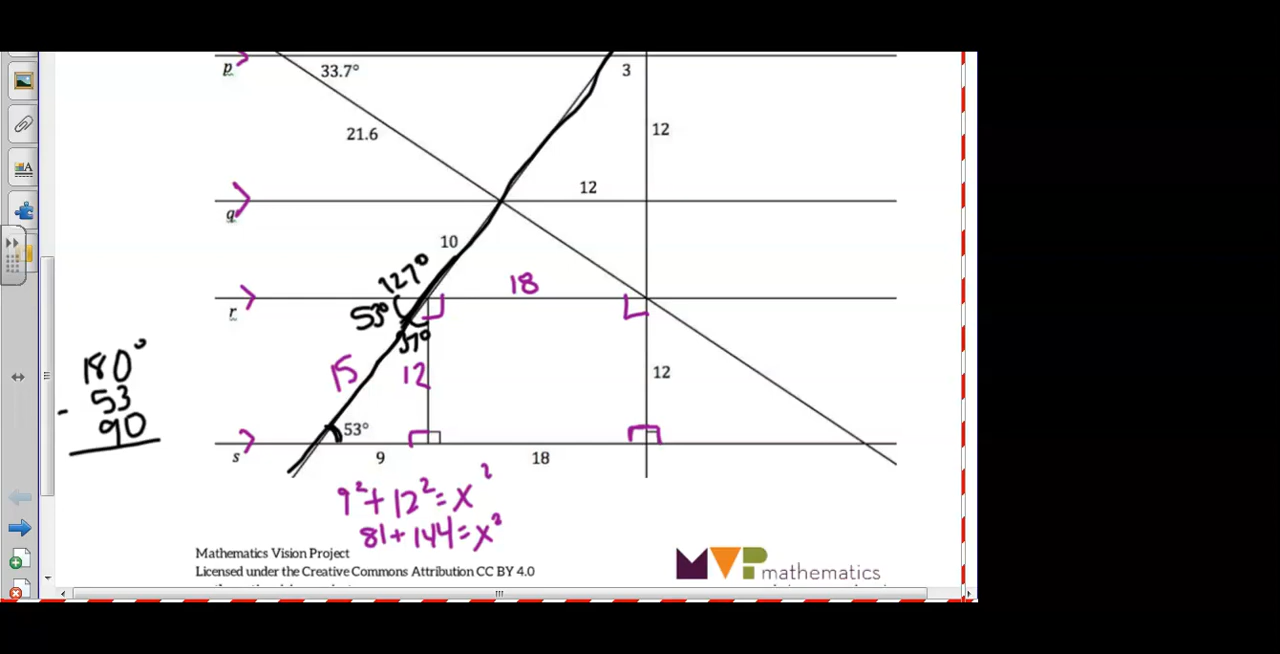 p
33.7°
3
21.6
12
12
q
10
127°
18
r
53°
37°
180°
15
12
12
- 53
90
53°
s
9
18
9² + 12² = x²
81 + 144 = x²
Mathematics Vision Project
Licensed under the Creative Commons Attribution CC BY 4.0
MVP mathematics